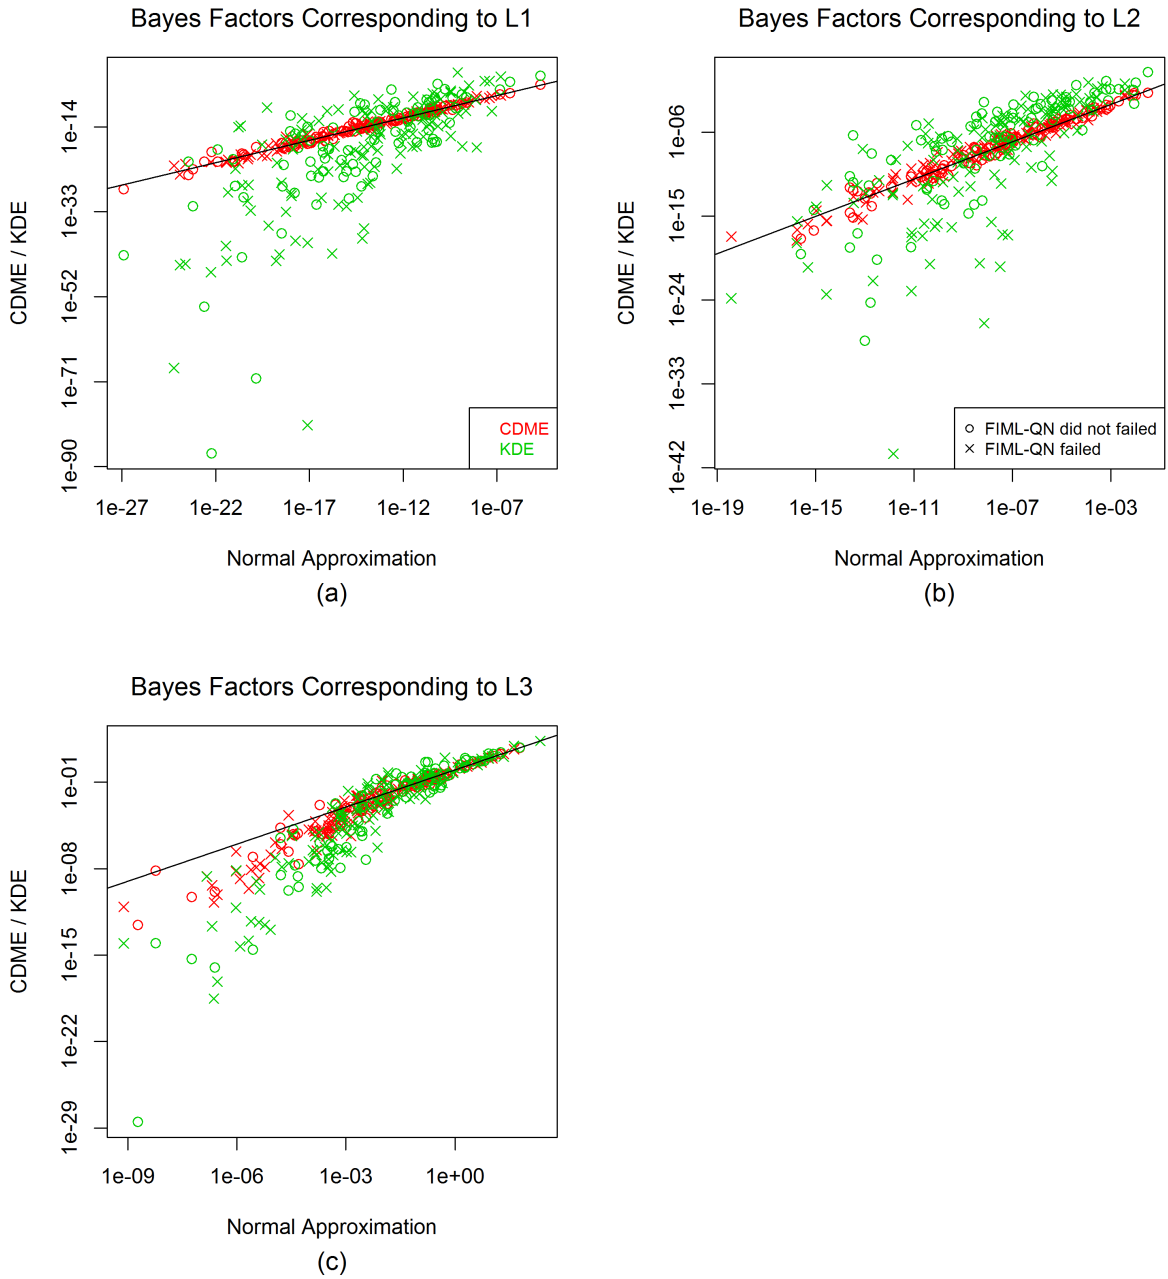 Bayes Factors Corresponding to L1
CDME / KDE
1e-14
1e-33
1e-52
1e-71
1e-90
CDME
KDE
1e-27 1e-22 1e-17 1e-12 1e-07
Normal Approximation
(a)
Bayes Factors Corresponding to L2
CDME / KDE
1e-06
1e-15
1e-24
1e-33
1e-42
FIML-QN did not failed
FIML-QN failed
1e-19 1e-15 1e-11 1e-07 1e-03
Normal Approximation
(b)
Bayes Factors Corresponding to L3
CDME / KDE
1e-01
1e-08
1e-15
1e-22
1e-29
1e-09 1e-06 1e-03 1e+00
Normal Approximation
(c)